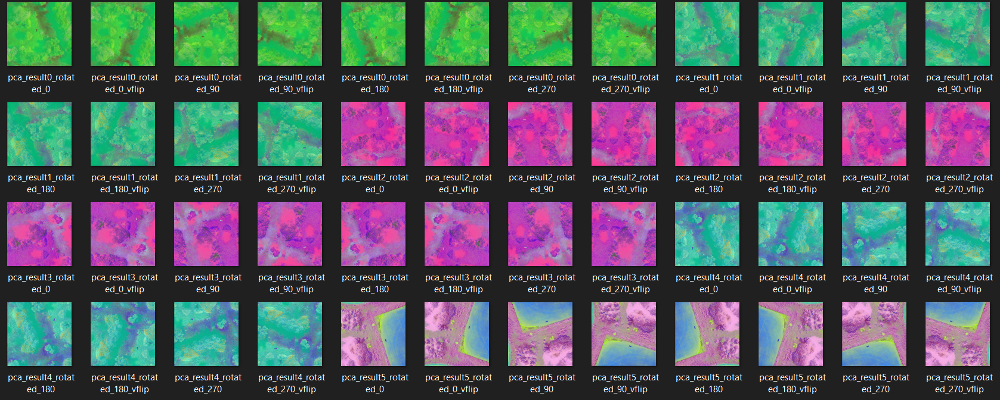 pca_result0_rotat
ed_0
pca_result0_rotat
ed_0_vflip
pca_result0_rotat
ed_90
pca_result0_rotat
ed_90_vflip
pca_result0_rotat
ed_180
pca_result0_rotat
ed_180_vflip
pca_result0_rotat
ed_270
pca_result0_rotat
ed_270_vflip
pca_result1_rotat
ed_0
pca_result1_rotat
ed_0_vflip
pca_result1_rotat
ed_90
pca_result1_rotat
ed_90_vflip
pca_result1_rotat
ed_180
pca_result1_rotat
ed_180_vflip
pca_result1_rotat
ed_270
pca_result1_rotat
ed_270_vflip
pca_result2_rotat
ed_0
pca_result2_rotat
ed_0_vflip
pca_result2_rotat
ed_90
pca_result2_rotat
ed_90_vflip
pca_result2_rotat
ed_180
pca_result2_rotat
ed_180_vflip
pca_result2_rotat
ed_270
pca_result2_rotat
ed_270_vflip
pca_result3_rotat
ed_0
pca_result3_rotat
ed_0_vflip
pca_result3_rotat
ed_90
pca_result3_rotat
ed_90_vflip
pca_result3_rotat
ed_180
pca_result3_rotat
ed_180_vflip
pca_result3_rotat
ed_270
pca_result3_rotat
ed_270_vflip
pca_result4_rotat
ed_0
pca_result4_rotat
ed_0_vflip
pca_result4_rotat
ed_90
pca_result4_rotat
ed_90_vflip
pca_result4_rotat
ed_180
pca_result4_rotat
ed_180_vflip
pca_result4_rotat
ed_270
pca_result4_rotat
ed_270_vflip
pca_result5_rotat
ed_0
pca_result5_rotat
ed_0_vflip
pca_result5_rotat
ed_90
pca_result5_rotat
ed_90_vflip
pca_result5_rotat
ed_180
pca_result5_rotat
ed_180_vflip
pca_result5_rotat
ed_270
pca_result5_rotat
ed_270_vflip